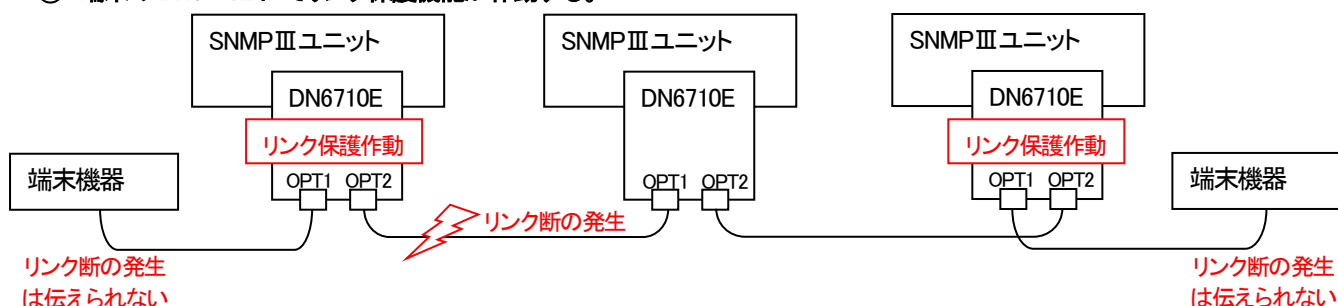 SNMPⅢユニット
SNMPⅢユニット
SNMPⅢユニット
DN6710E
DN6710E
DN6710E
リンク保護作動
リンク保護作動
端末機器
OPT1 OPT2
OPT1 OPT2
OPT1 OPT2
端末機器
リンク断の発生
リンク断の発生
は伝えられない
リンク断の発生
は伝えられない